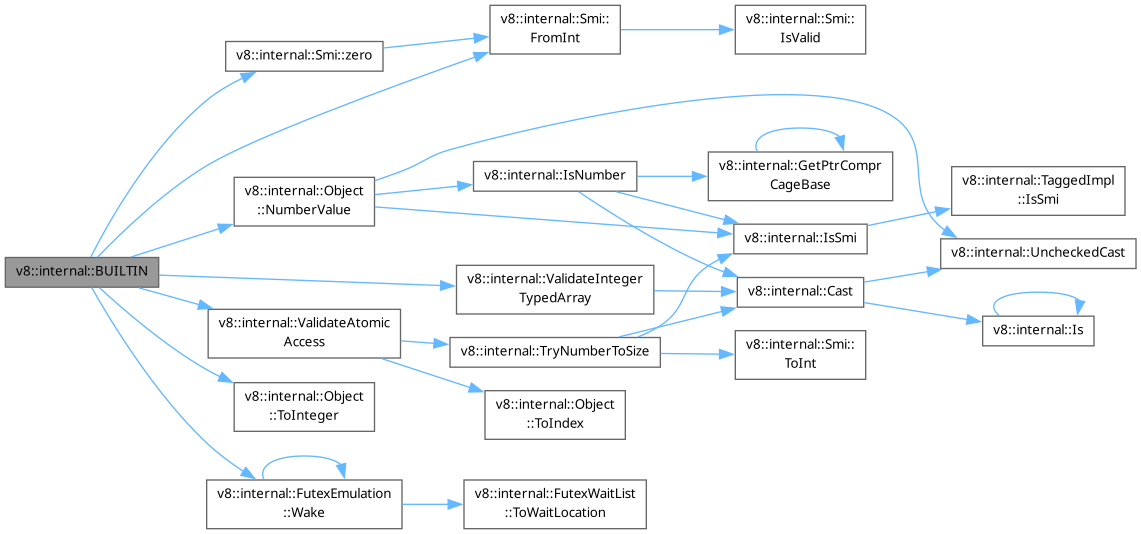 v8::internal::BUILTIN
v8::internal::Smi::zero
v8::internal::Smi::
FromInt
v8::internal::Smi::
IsValid
v8::internal::Object
::NumberValue
v8::internal::IsNumber
v8::internal::GetPtrCompr
CageBase
v8::internal::IsSmi
v8::internal::TaggedImpl
::IsSmi
v8::internal::UncheckedCast
v8::internal::ValidateInteger
TypedArray
v8::internal::Cast
v8::internal::Is
v8::internal::ValidateAtomic
Access
v8::internal::TryNumberToSize
v8::internal::Smi::
ToInt
v8::internal::Object
::ToIndex
v8::internal::Object
::ToInteger
v8::internal::FutexEmulation
::Wake
v8::internal::FutexWaitList
::ToWaitLocation